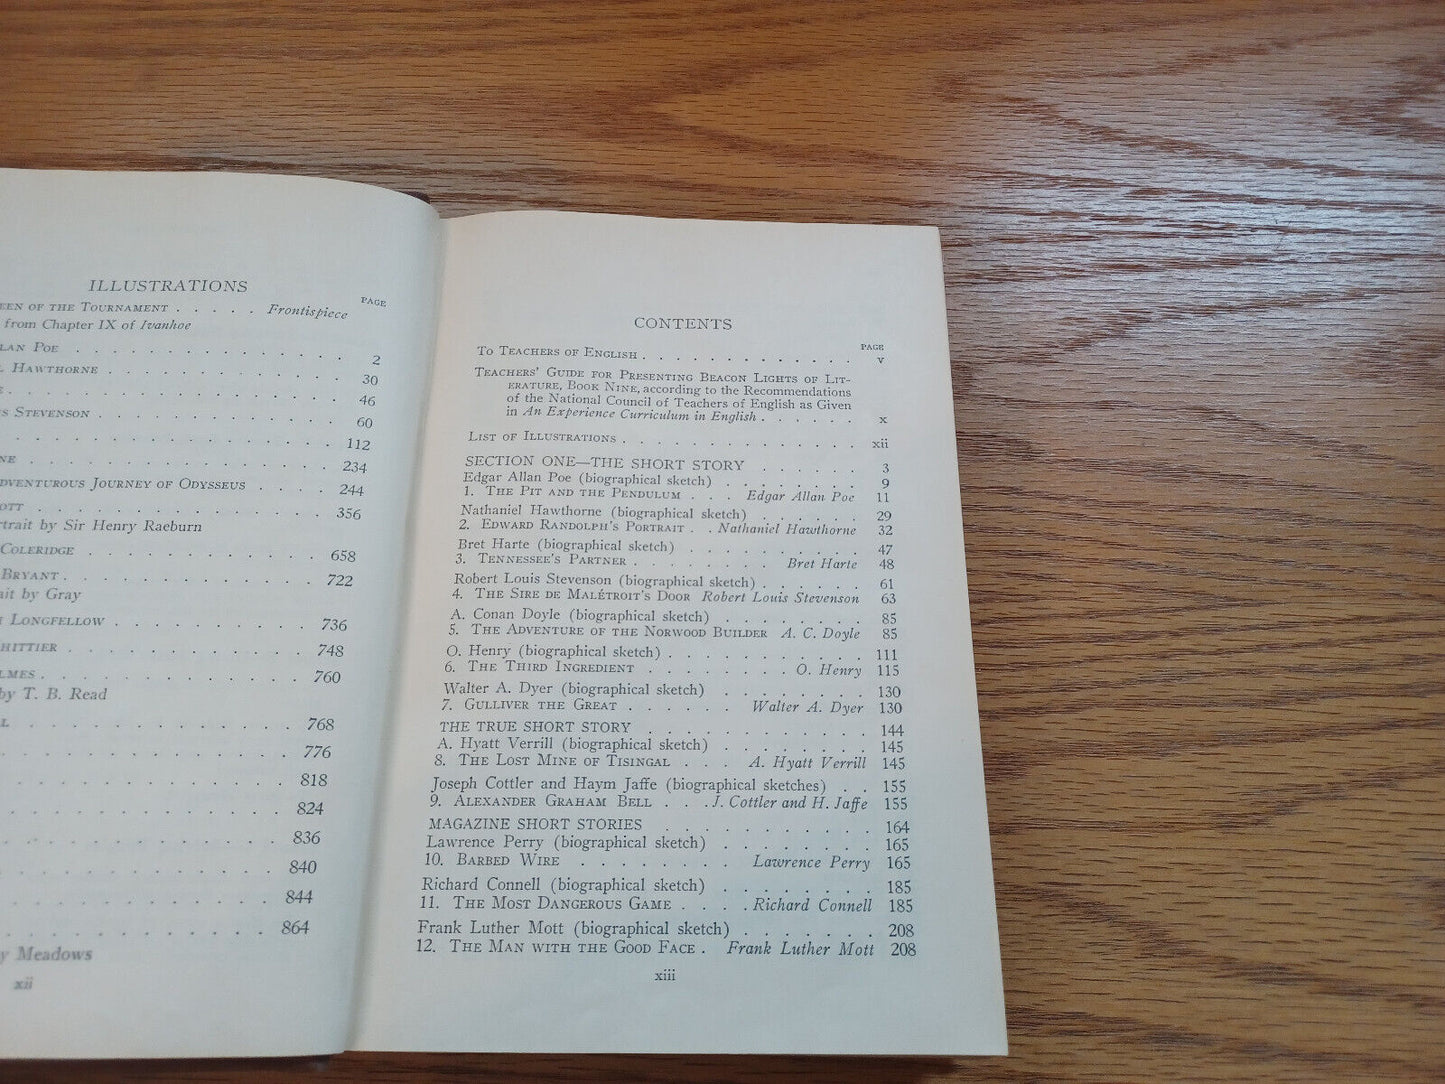 ILLUSTRATIONS
PAGE
EEN OF THE TOURNAMENT . . . . . Frontispiece
from Chapter IX of Ivanhoe
LAN POE . . . . . . . . . . . . . . 2
L HAWTHORNE . . . . . . . . . . . . 30
. . . . . . . . . . . . . . . . 46
S STEVENSON . . . . . . . . . . . . 60
. . . . . . . . . . . . . . . . 112
NE . . . . . . . . . . . . . . . 234
DVENTUROUS JOURNEY OF ODYSSEUS . . . . 244
OTT . . . . . . . . . . . . . . . 356
trait by Sir Henry Raeburn
COLERIDGE . . . . . . . . . . . . 658
BRYANT . . . . . . . . . . . . . 722
ait by Gray
LONGFELLOW . . . . . . . . . . . 736
HITTIER . . . . . . . . . . . . . 748
LMES . . . . . . . . . . . . . . 760
by T. B. Read
L . . . . . . . . . . . . . . . 768
. . . . . . . . . . . . . . . . 776
. . . . . . . . . . . . . . . . 818
. . . . . . . . . . . . . . . . 824
. . . . . . . . . . . . . . . . 836
. . . . . . . . . . . . . . . . 840
. . . . . . . . . . . . . . . . 844
. . . . . . . . . . . . . . . . 864
y Meadows
xii
CONTENTS
PAGE
TO TEACHERS OF ENGLISH . . . . . . . . . . . . . v
TEACHERS' GUIDE FOR PRESENTING BEACON LIGHTS OF LIT-
ERATURE, BOOK NINE, according to the Recommendations
of the National Council of Teachers of English as Given
in An Experience Curriculum in English . . . . . . x
LIST OF ILLUSTRATIONS . . . . . . . . . . . . . xii
SECTION ONE—THE SHORT STORY . . . . . . 3
Edgar Allan Poe (biographical sketch) . . . . . . 9
1. THE PIT AND THE PENDULUM . . . Edgar Allan Poe 11
Nathaniel Hawthorne (biographical sketch) . . . . . 29
2. EDWARD RANDOLPH'S PORTRAIT . . Nathaniel Hawthorne 32
Bret Harte (biographical sketch) . . . . . . . . 47
3. TENNESSEE'S PARTNER . . . . . . . Bret Harte 48
Robert Louis Stevenson (biographical sketch) . . . . . 61
4. THE SIRE DE MALÉTROIT'S DOOR Robert Louis Stevenson 63
A. Conan Doyle (biographical sketch) . . . . . . . 85
5. THE ADVENTURE OF THE NORWOOD BUILDER A. C. Doyle 85
O. Henry (biographical sketch) . . . . . . . . . 111
6. THE THIRD INGREDIENT . . . . . . . O. Henry 115
Walter A. Dyer (biographical sketch) . . . . . . . 130
7. GULLIVER THE GREAT . . . . . . Walter A. Dyer 130
THE TRUE SHORT STORY . . . . . . . . . . 144
A. Hyatt Verrill (biographical sketch) . . . . . . . 145
8. THE LOST MINE OF TISINGAL . . . A. Hyatt Verrill 145
Joseph Cottler and Haym Jaffe (biographical sketches) . . 155
9. ALEXANDER GRAHAM BELL . . . J. Cottler and H. Jaffe 155
MAGAZINE SHORT STORIES . . . . . . . . . . 164
Lawrence Perry (biographical sketch) . . . . . . . 165
10. BARBED WIRE . . . . . . . . Lawrence Perry 165
Richard Connell (biographical sketch) . . . . . . . 185
11. THE MOST DANGEROUS GAME . . . . Richard Connell 185
Frank Luther Mott (biographical sketch) . . . . . . 208
12. THE MAN WITH THE GOOD FACE . Frank Luther Mott 208
xiii